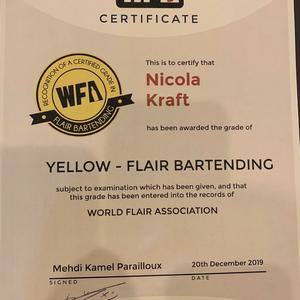 WFA
CERTIFICATE
This is to certify that
Nicola
Kraft
RECOGNITION OF A CERTIFIED GRADE IN
WFA
FLAIR BARTENDING
has been awarded the grade of
YELLOW - FLAIR BARTENDING
subject to examination which has been given, and that
this grade has been entered into the records of
WORLD FLAIR ASSOCIATION
Mehdi Kamel Parailloux
20th December 2019
SIGNED
DATE